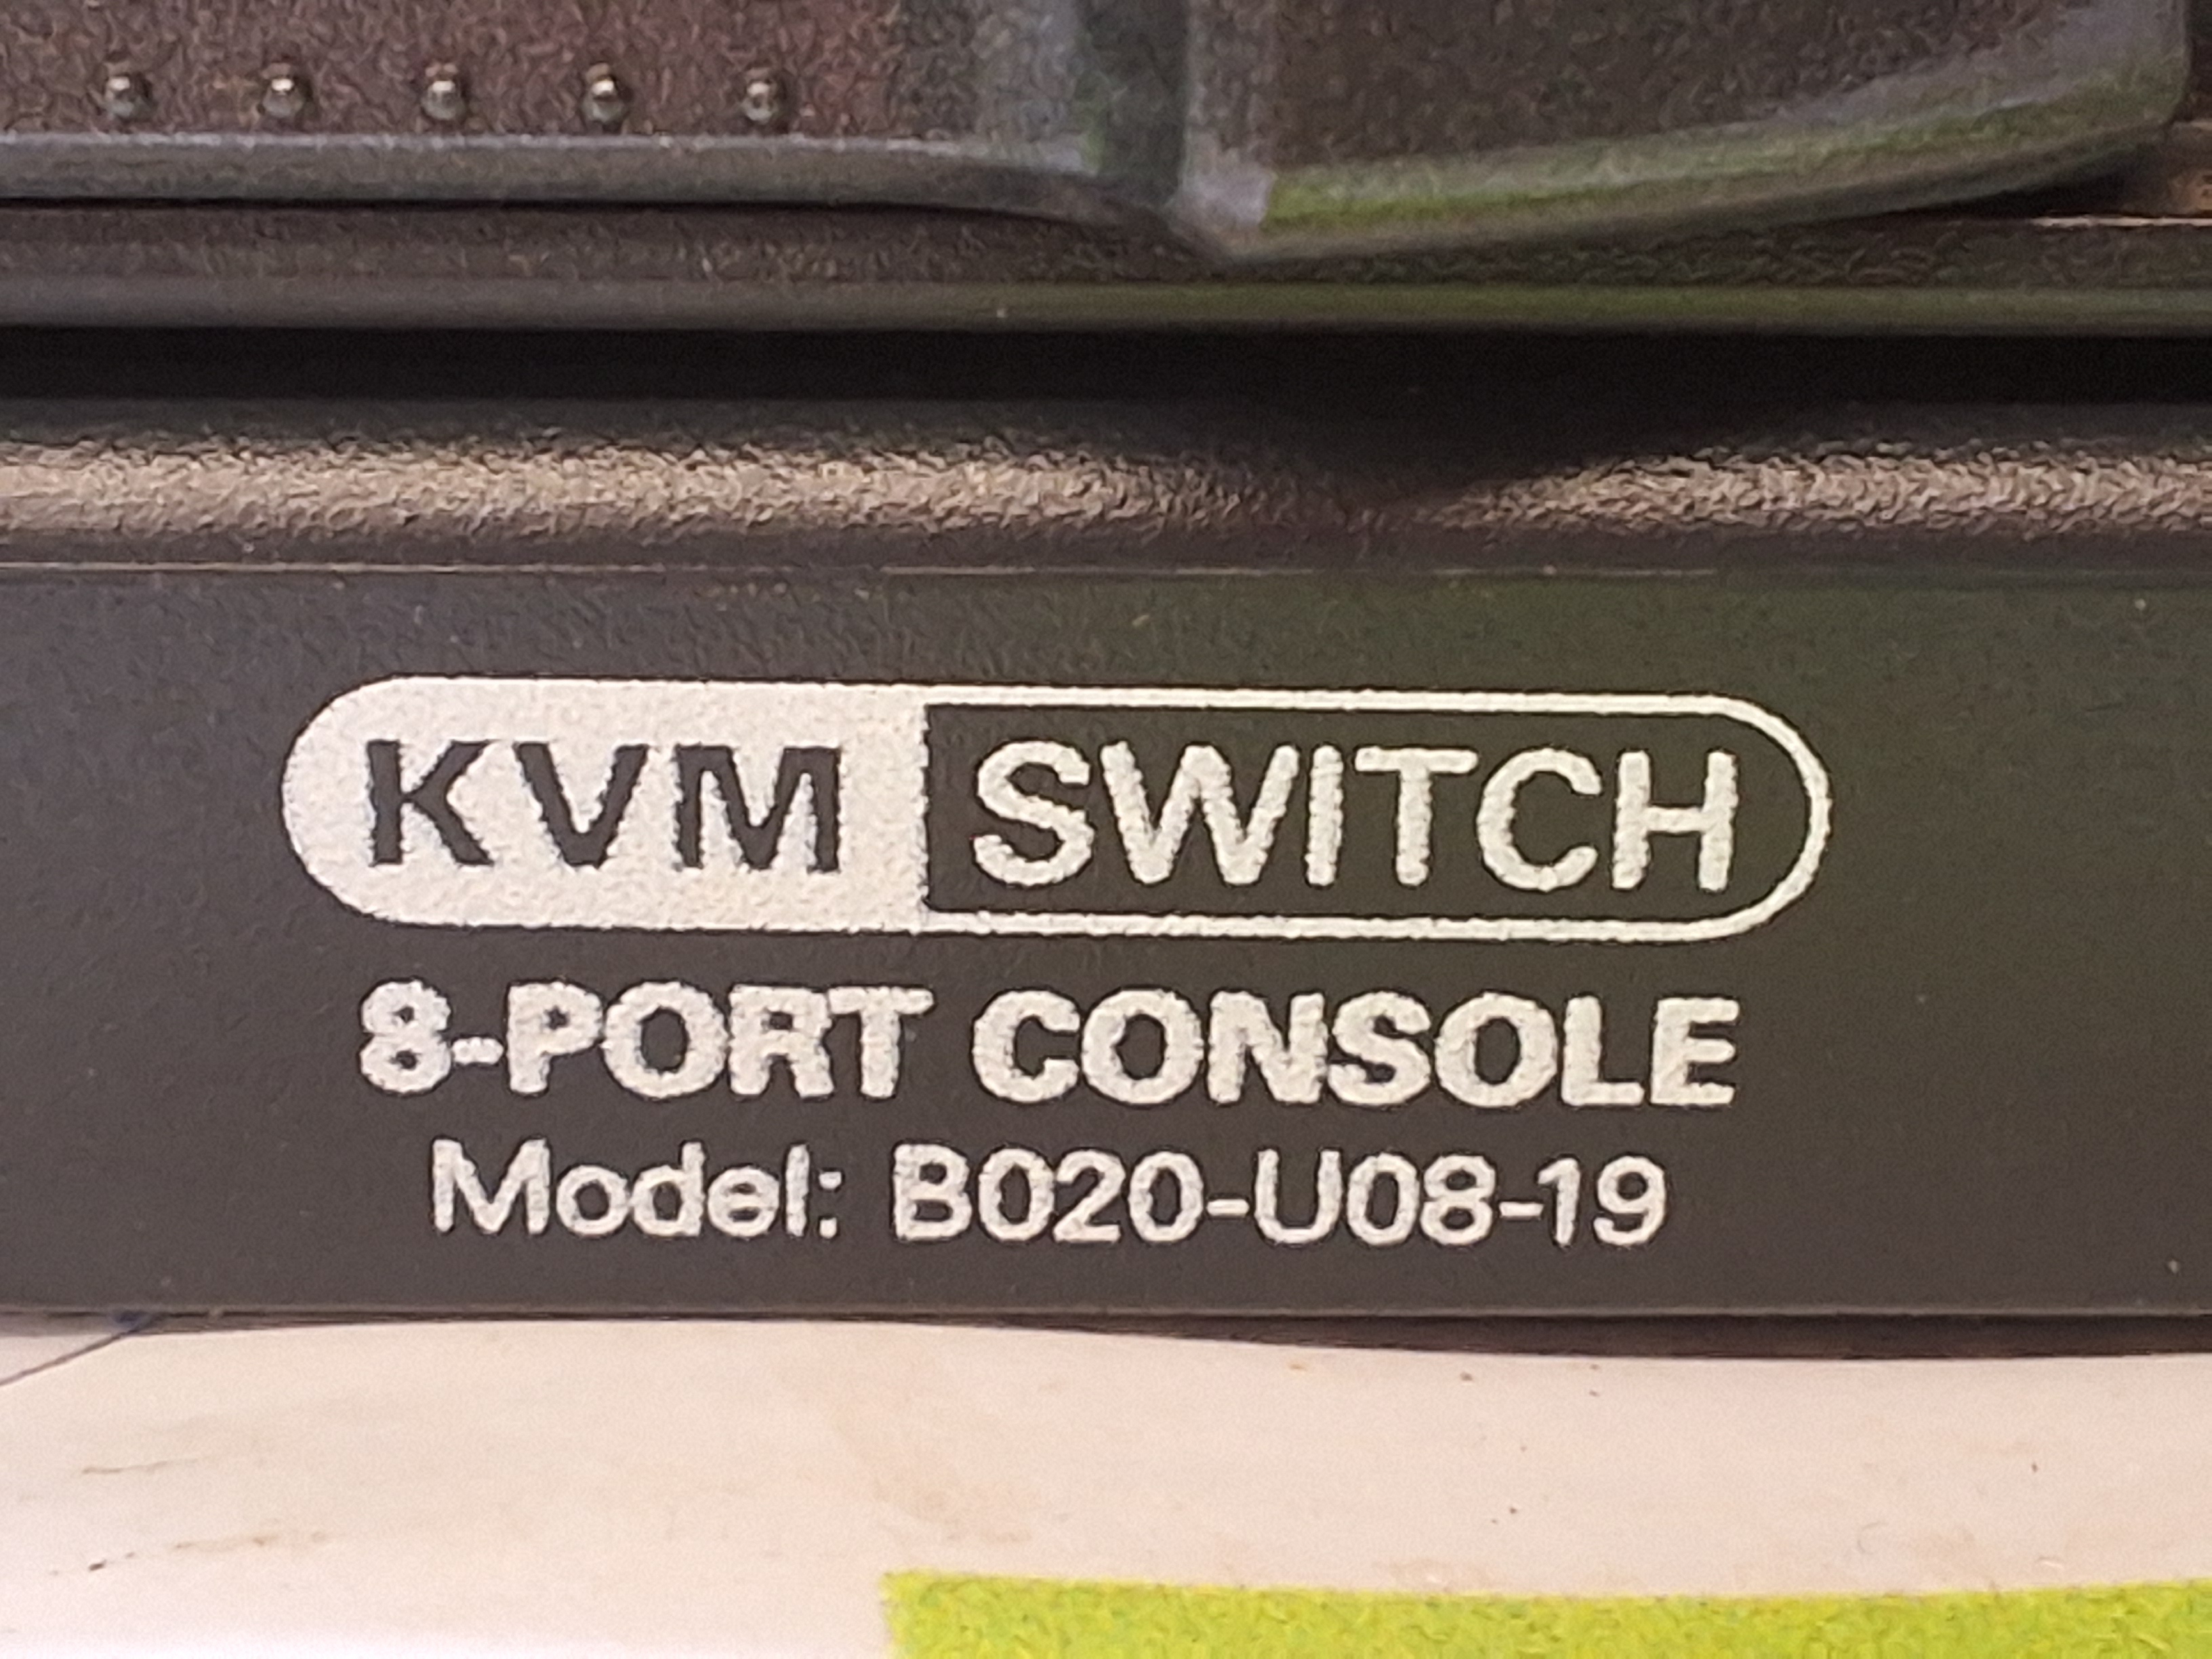 KVM SWITCH
8-PORT CONSOLE
Model: B020-U08-19